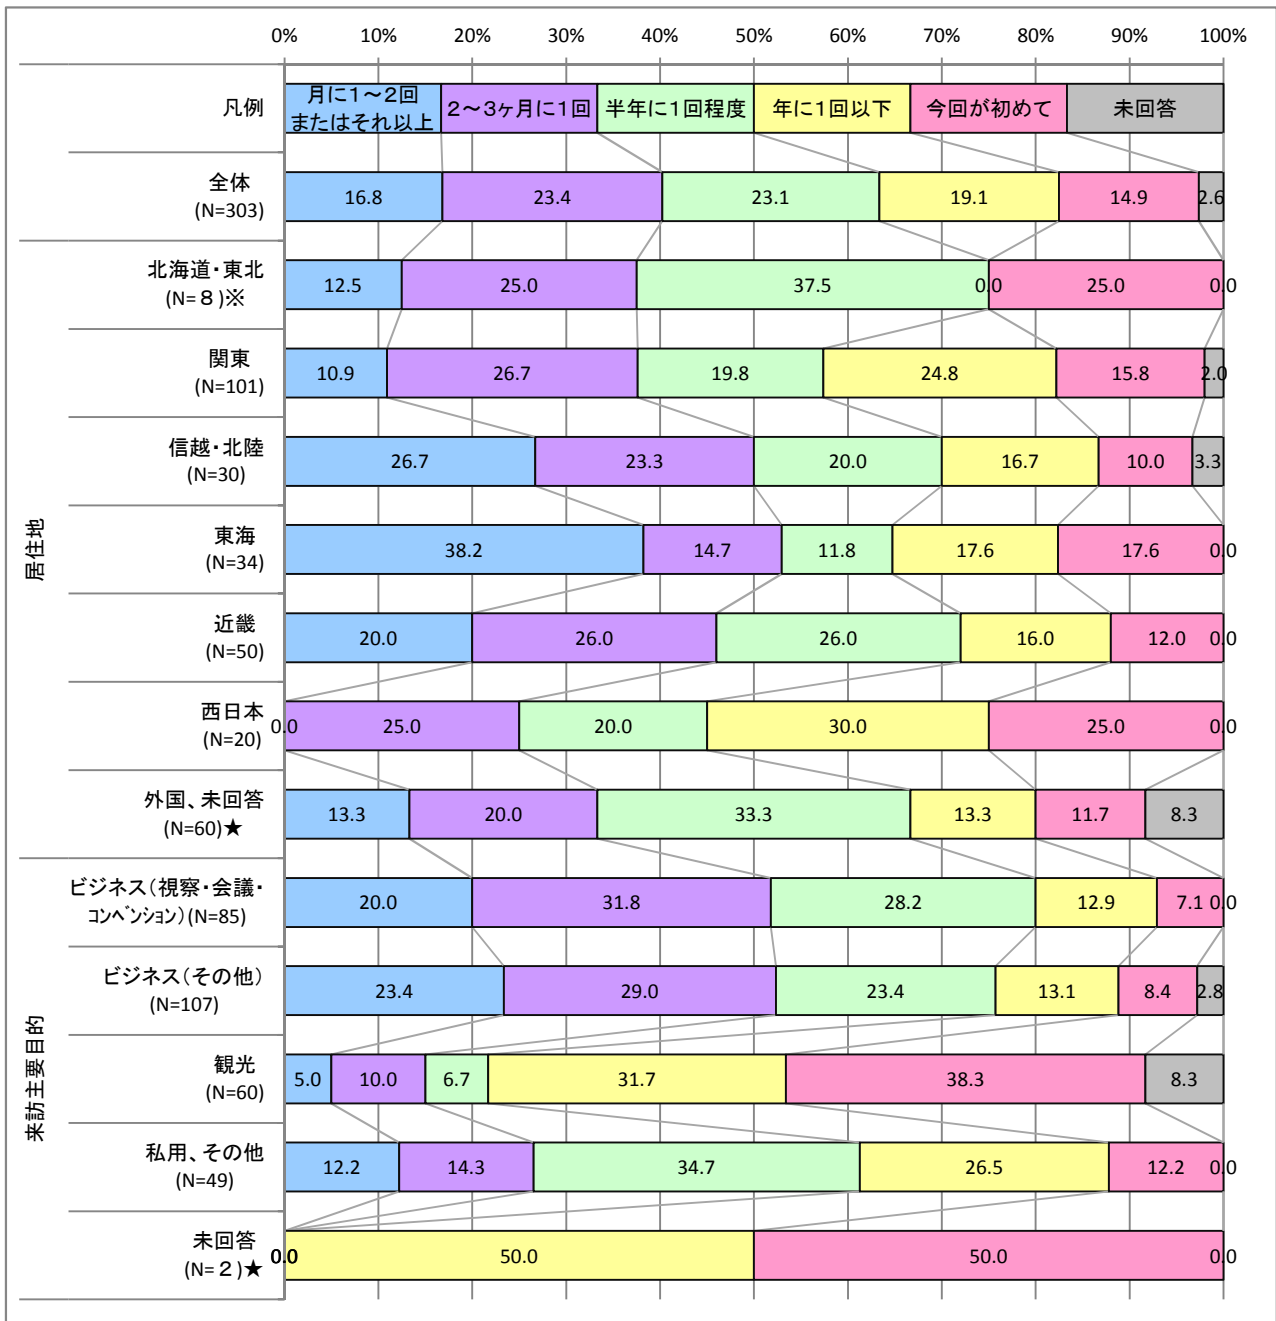 0% 10% 20% 30% 40% 50% 60% 70% 80% 90% 100%
凡例
月に１～２回
またはそれ以上
２～３ヶ月に１回
半年に１回程度
年に１回以下
今回が初めて
未回答
全体
(N=303)
16.8 23.4 23.1 19.1 14.9 2.6
居住地
北海道・東北
(N=８)※
12.5 25.0 37.5 0.0 25.0 0.0
関東
(N=101)
10.9 26.7 19.8 24.8 15.8 2.0
信越・北陸
(N=30)
26.7 23.3 20.0 16.7 10.0 3.3
東海
(N=34)
38.2 14.7 11.8 17.6 17.6 0.0
近畿
(N=50)
20.0 26.0 26.0 16.0 12.0 0.0
西日本
(N=20)
0.0 25.0 20.0 30.0 25.0 0.0
外国、未回答
(N=60)★
13.3 20.0 33.3 13.3 11.7 8.3
来訪主要目的
ビジネス（視察・会議・
ｺﾝﾍﾞﾝｼｮﾝ）(N=85)
20.0 31.8 28.2 12.9 7.1 0.0
ビジネス（その他）
(N=107)
23.4 29.0 23.4 13.1 8.4 2.8
観光
(N=60)
5.0 10.0 6.7 31.7 38.3 8.3
私用、その他
(N=49)
12.2 14.3 34.7 26.5 12.2 0.0
未回答
(N=２)★
0.0 50.0 50.0 0.0